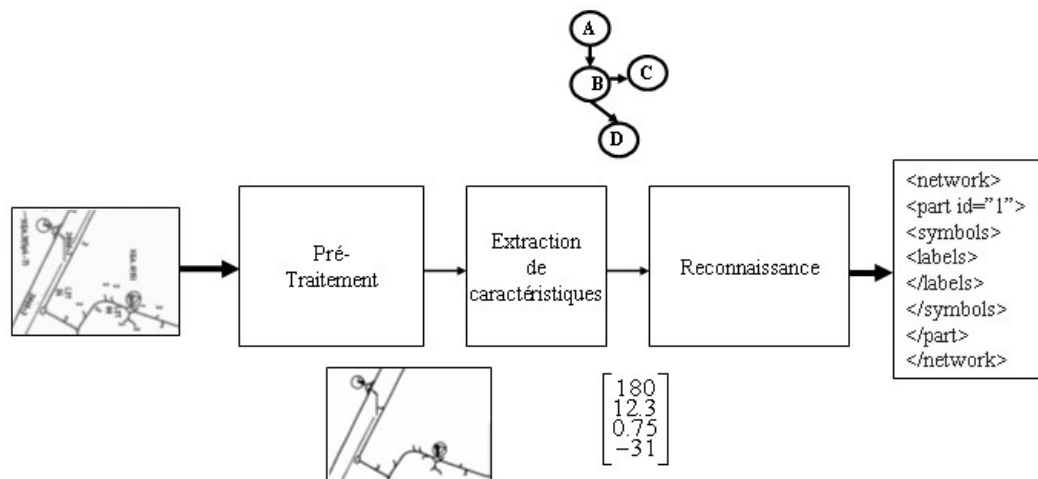 A
B
C
D
Pré-
Traitement
Extraction
de
caractéristiques
Reconnaissance
<network>
<part id="1">
<symbols>
<labels>
</labels>
</symbols>
</part>
</network>
180
12.3
0.75
-31